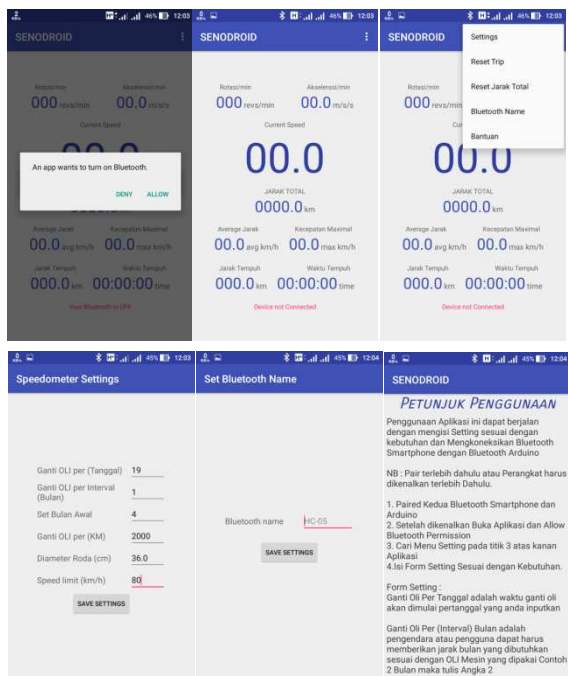 46% 12:03
SENODROID
Rotasi/min Akselerasi/min
000 revs/min 00.0 m/s/s
Current Speed
An app wants to turn on Bluetooth.
DENY ALLOW
0000.0 km
Average Jarak Kecepatan Maximal
00.0 avg km/h 00.0 max km/h
Jarak Tempuh Waktu Tempuh
000.0 km 00:00:00 time
Your Bluetooth is OFF
46% 12:03
SENODROID
Rotasi/min Akselerasi/min
000 revs/min 00.0 m/s/s
Current Speed
00.0
JARAK TOTAL
0000.0 km
Average Jarak Kecepatan Maximal
00.0 avg km/h 00.0 max km/h
Jarak Tempuh Waktu Tempuh
000.0 km 00:00:00 time
Device not Connected
46% 12:03
SENODROID
Settings
Reset Trip
Reset Jarak Total
Bluetooth Name
Bantuan
Rotasi/min
000 revs/min
Cu
00.0
JARAK TOTAL
0000.0 km
Average Jarak Kecepatan Maximal
00.0 avg km/h 00.0 max km/h
Jarak Tempuh Waktu Tempuh
000.0 km 00:00:00 time
Device not Connected
45% 12:03
Speedometer Settings
Ganti OLI per (Tanggal) 19
Ganti OLI per Interval
(Bulan) 1
Set Bulan Awal 4
Ganti OLI per (KM) 2000
Diameter Roda (cm) 36.0
Speed limit (km/h) 80
SAVE SETTINGS
45% 12:04
Set Bluetooth Name
Bluetooth name HC-05
SAVE SETTINGS
45% 12:04
SENODROID
PETUNJUK PENGGUNAAN
Penggunaan Aplikasi ini dapat berjalan
dengan mengisi Setting sesuai dengan
kebutuhan dan Mengkoneksikan Bluetooth
Smartphone dengan Bluetooth Arduino
NB : Pair terlebih dahulu atau Perangkat harus
dikenalkan terlebih Dahulu.
1. Paired Kedua Bluetooth Smartphone dan
Arduino
2. Setelah dikenalkan Buka Aplikasi dan Allow
Bluetooth Permission
3. Cari Menu Setting pada titik 3 atas kanan
Aplikasi
4.Isi Form Setting Sesuai dengan Kebutuhan.
Form Setting :
Ganti Oli Per Tanggal adalah waktu ganti oli
akan dimulai pertanggal yang anda inputkan
Ganti Oli Per (Interval) Bulan adalah
pengendara atau pengguna dapat harus
memberikan jarak bulan yang dibutuhkan
sesuai dengan OLI Mesin yang dipakai Contoh
2 Bulan maka tulis Angka 2